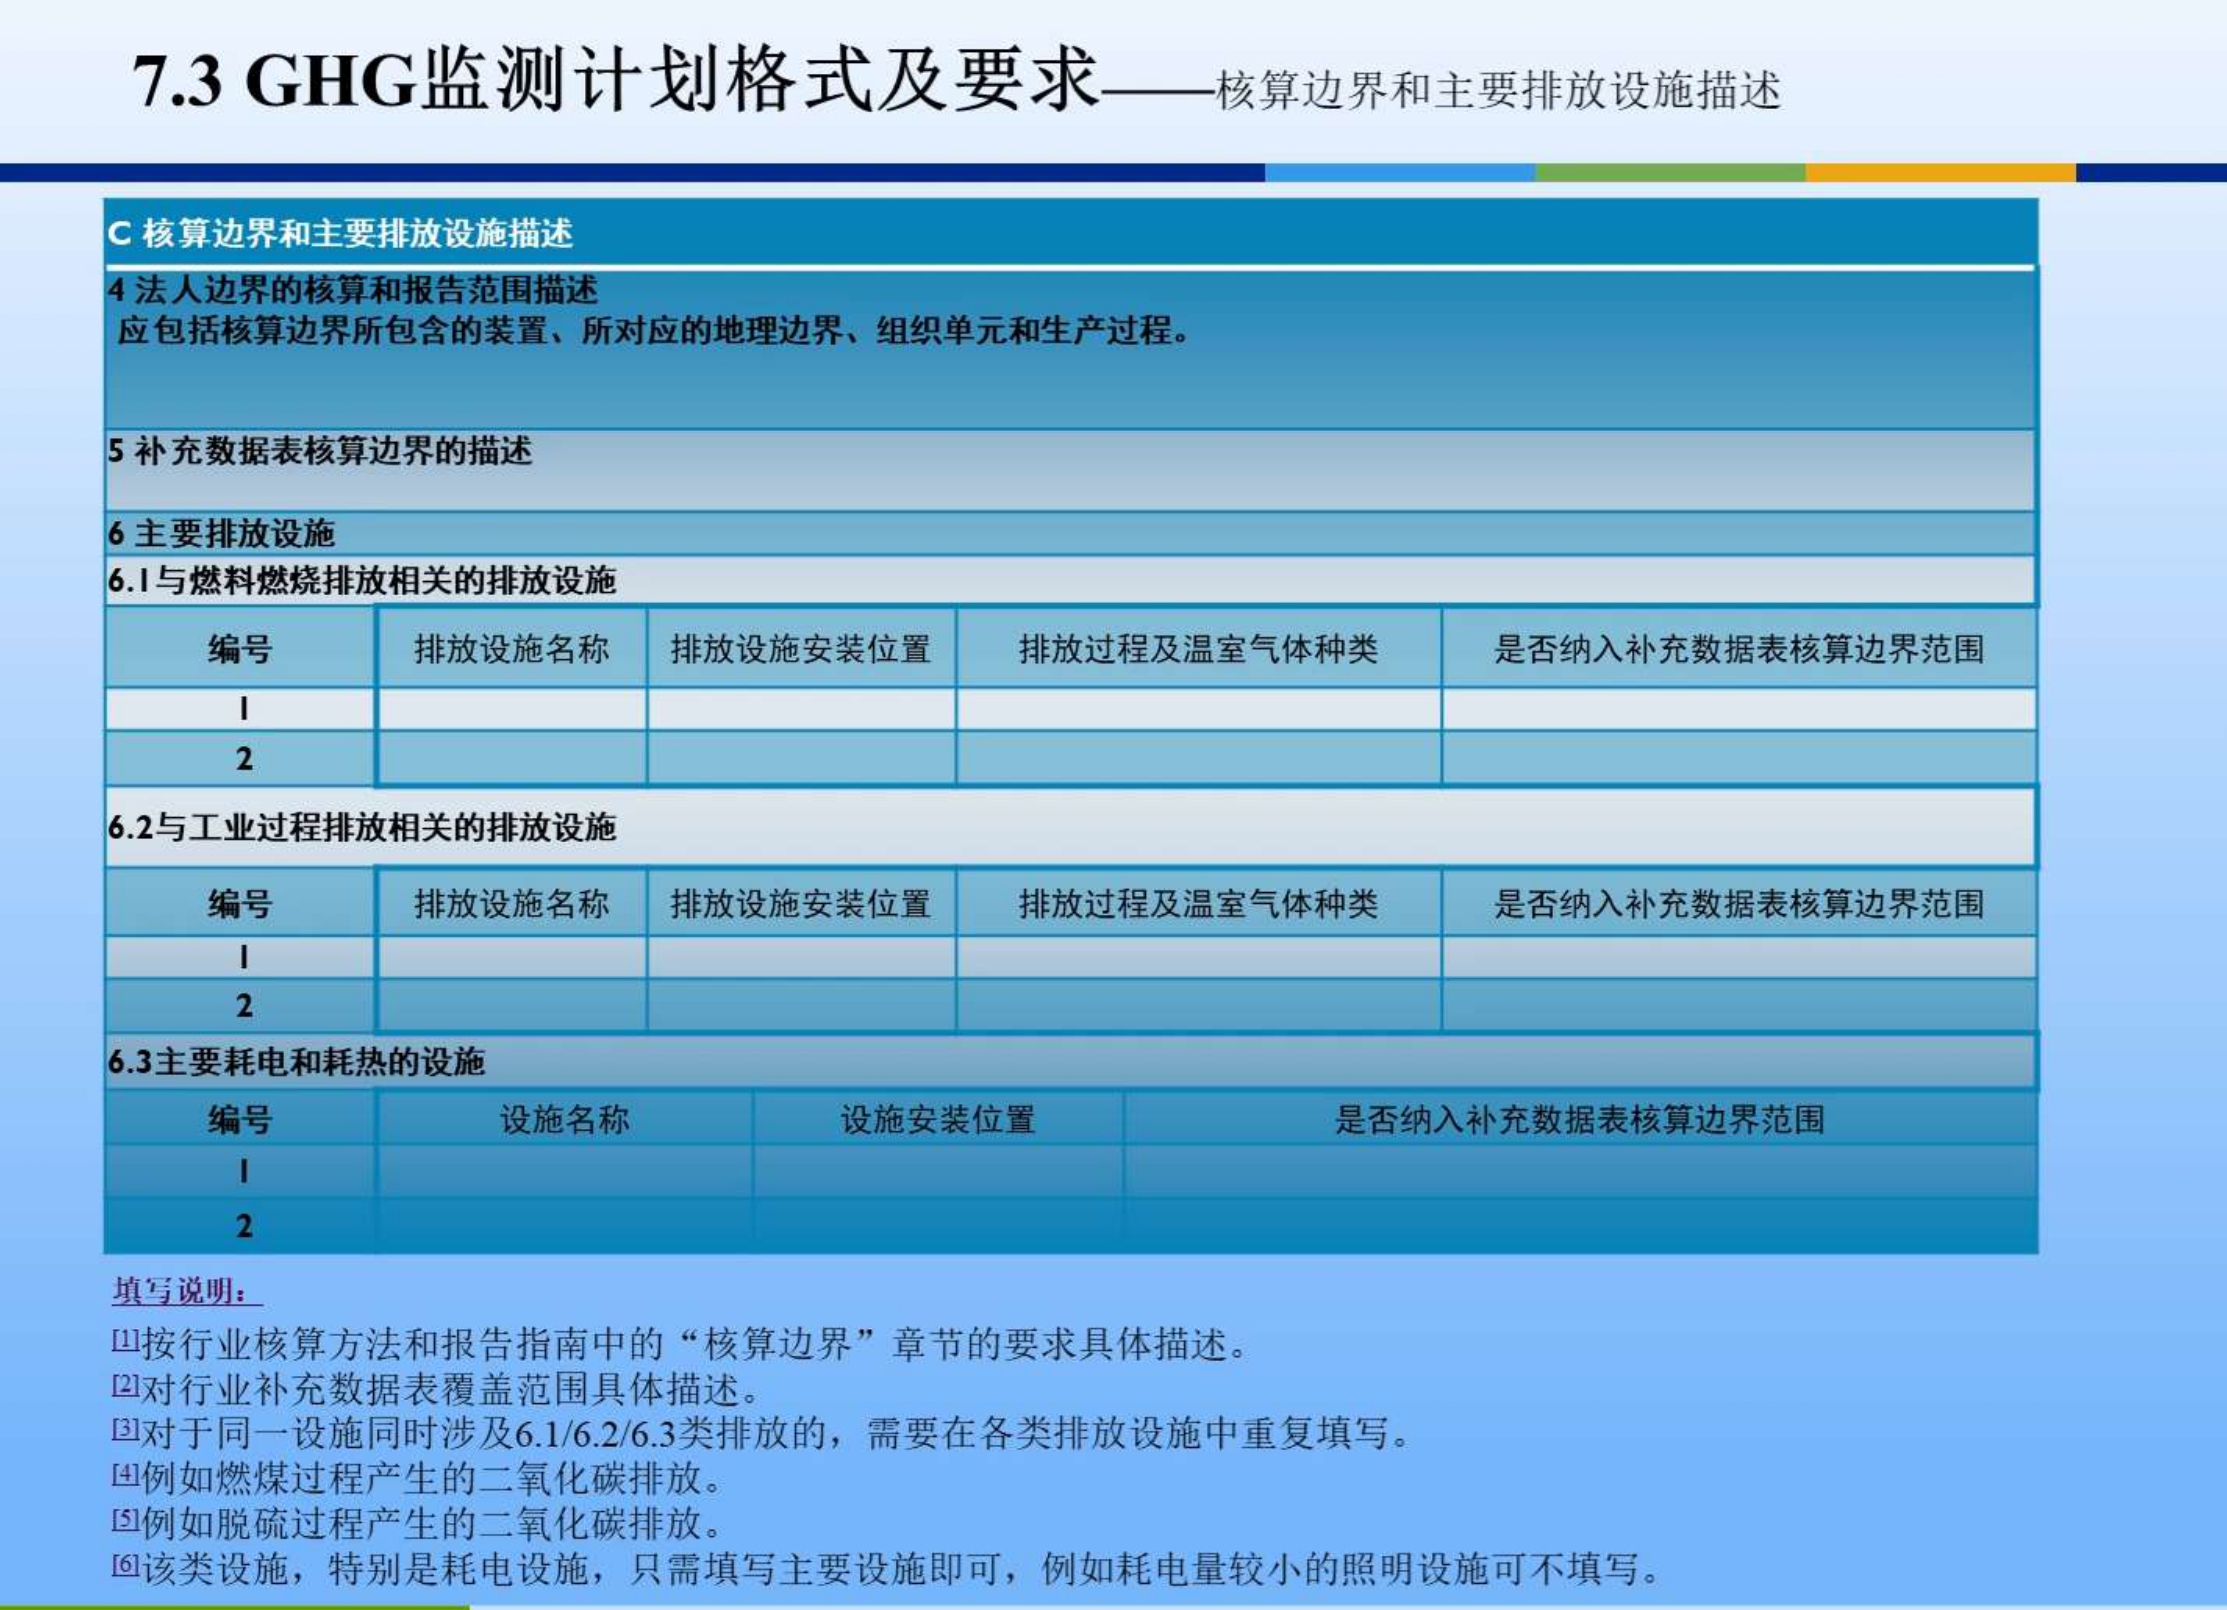 7.3 GHG监测计划格式及要求——核算边界和主要排放设施描述
C 核算边界和主要排放设施描述
4 法人边界的核算和报告范围描述
应包括核算边界所包含的装置、所对应的地理边界、组织单元和生产过程。
5 补充数据表核算边界的描述
6 主要排放设施
6.1与燃料燃烧排放相关的排放设施
编号 排放设施名称 排放设施安装位置 排放过程及温室气体种类 是否纳入补充数据表核算边界范围
1
2
6.2与工业过程排放相关的排放设施
编号 排放设施名称 排放设施安装位置 排放过程及温室气体种类 是否纳入补充数据表核算边界范围
1
2
6.3主要耗电和耗热的设施
编号 设施名称 设施安装位置 是否纳入补充数据表核算边界范围
1
2
填写说明：
[1]按行业核算方法和报告指南中的“核算边界”章节的要求具体描述。
[2]对行业补充数据表覆盖范围具体描述。
[3]对于同一设施同时涉及6.1/6.2/6.3类排放的，需要在各类排放设施中重复填写。
[4]例如燃煤过程产生的二氧化碳排放。
[5]例如脱硫过程产生的二氧化碳排放。
[6]该类设施，特别是耗电设施，只需填写主要设施即可，例如耗电量较小的照明设施可不填写。